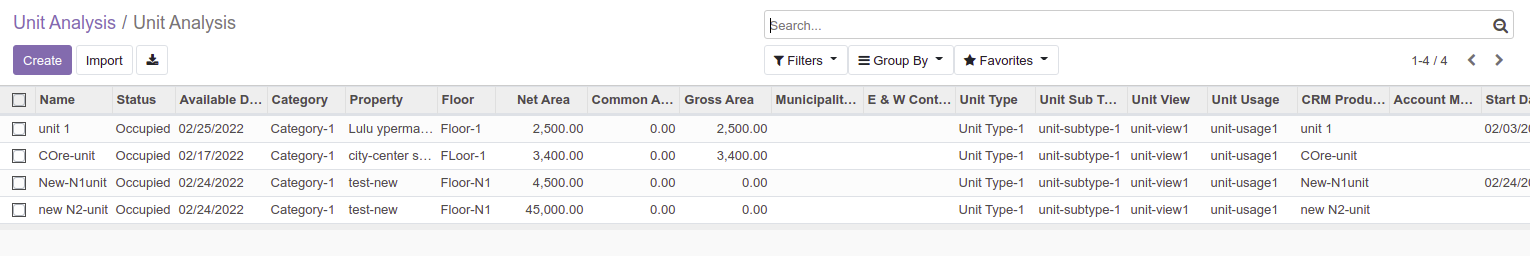 Unit Analysis / Unit Analysis
Search...
Create Import
Filters Group By Favorites 1-4 / 4
Name Status Available D... Category Property Floor Net Area Common A... Gross Area Municipalit... E & W Cont... Unit Type Unit Sub T... Unit View Unit Usage CRM Produ... Account M... Start Da
unit 1 Occupied 02/25/2022 Category-1 Lulu yperma... Floor-1 2,500.00 0.00 2,500.00 Unit Type-1 unit-subtype-1 unit-view1 unit-usage1 unit 1 02/03/20
COre-unit Occupied 02/17/2022 Category-1 city-center s... FLoor-1 3,400.00 0.00 3,400.00 Unit Type-1 unit-subtype-1 unit-view1 unit-usage1 COre-unit
New-N1unit Occupied 02/24/2022 Category-1 test-new Floor-N1 4,500.00 0.00 0.00 Unit Type-1 unit-subtype-1 unit-view1 unit-usage1 New-N1unit 02/24/20
new N2-unit Occupied 02/24/2022 Category-1 test-new Floor-N1 45,000.00 0.00 0.00 Unit Type-1 unit-subtype-1 unit-view1 unit-usage1 new N2-unit